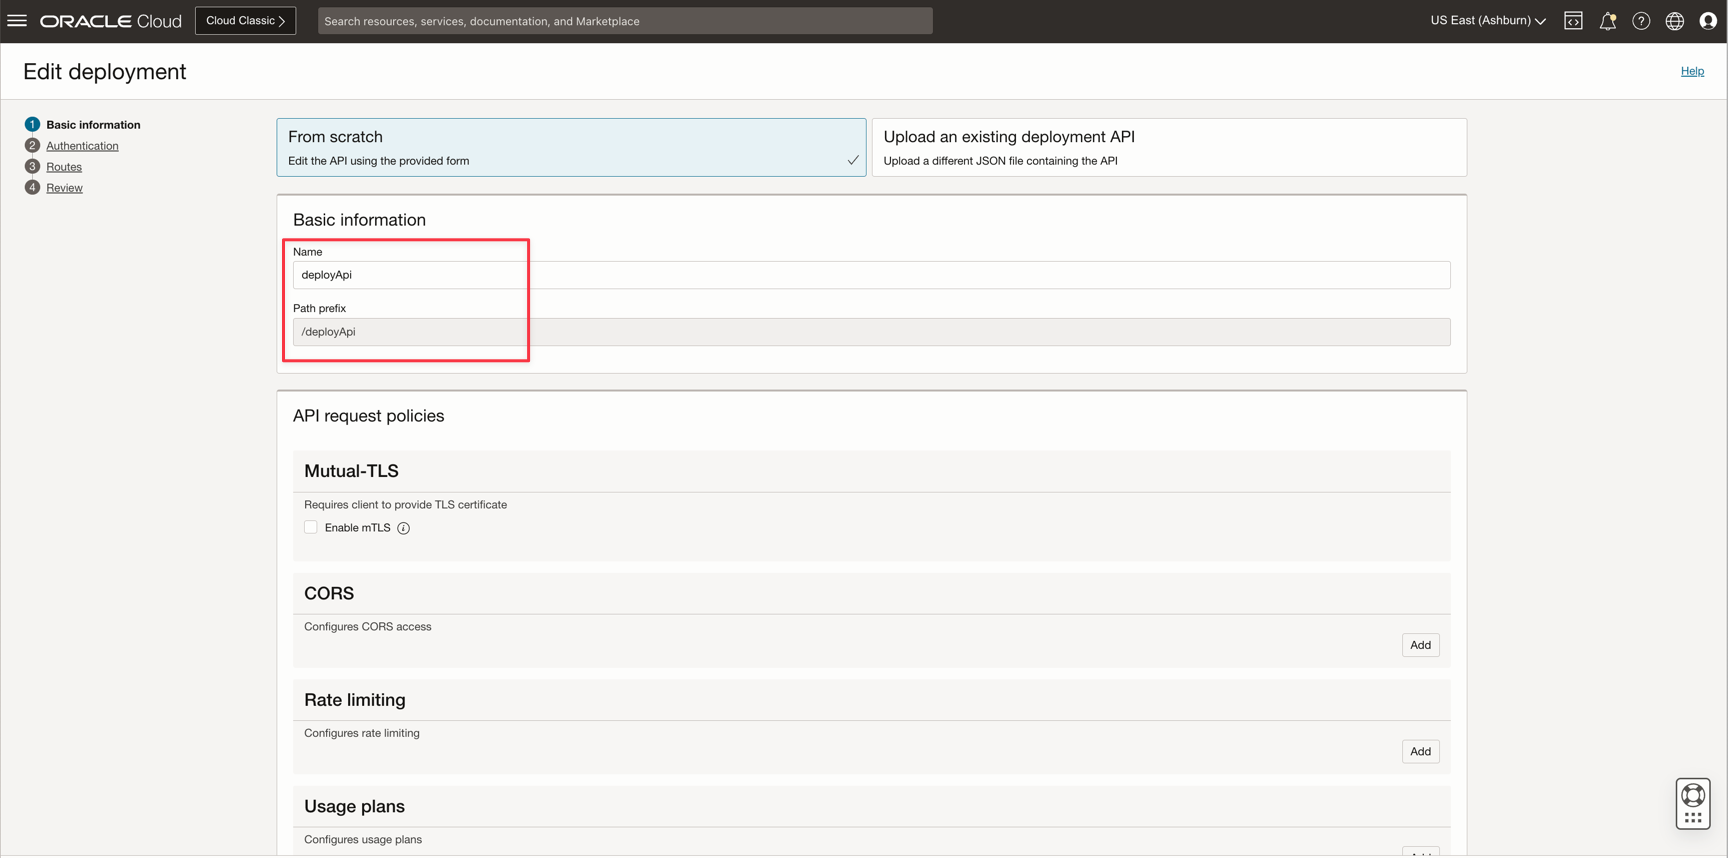 ORACLE Cloud
Cloud Classic
Search resources, services, documentation, and Marketplace
US East (Ashburn)
Edit deployment
Help
1 Basic information
2 Authentication
3 Routes
4 Review
From scratch
Edit the API using the provided form
Upload an existing deployment API
Upload a different JSON file containing the API
Basic information
Name
deployApi
Path prefix
/deployApi
API request policies
Mutual-TLS
Requires client to provide TLS certificate
Enable mTLS
CORS
Configures CORS access
Add
Rate limiting
Configures rate limiting
Add
Usage plans
Configures usage plans